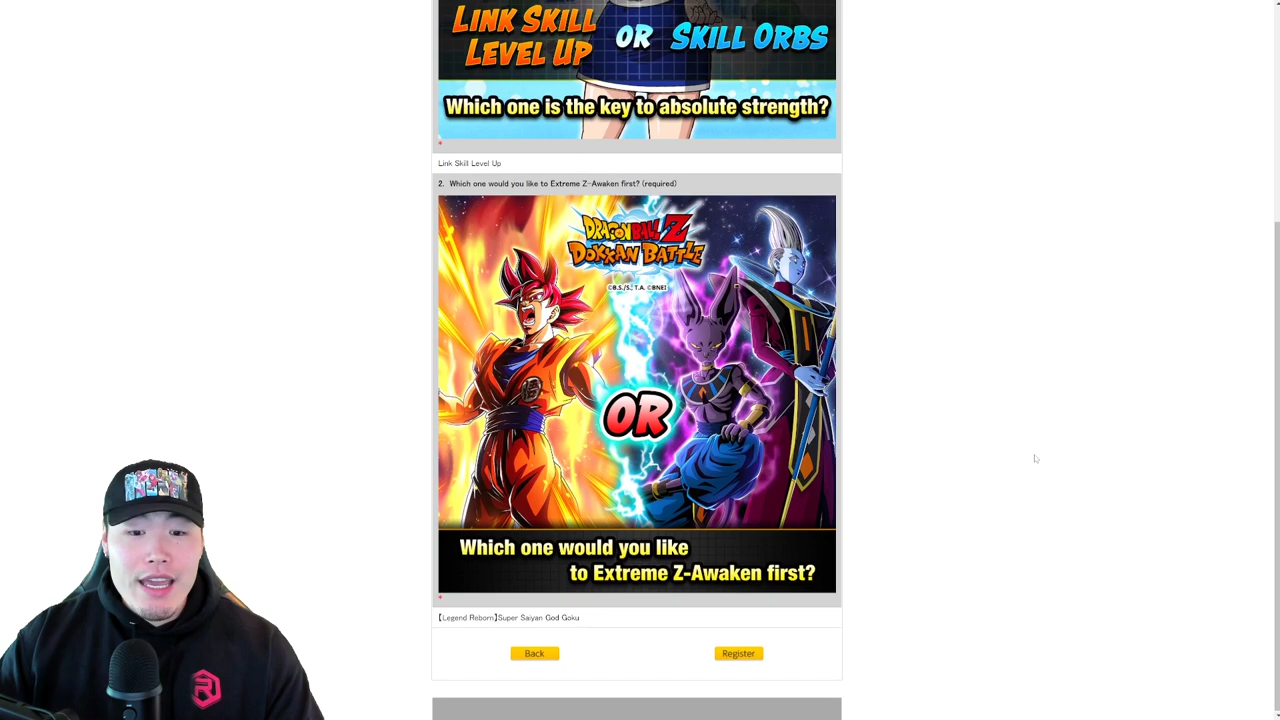 LINK SKILL
LEVEL UP
OR
SKILL ORBS
Which one is the key to absolute strength?
*
Link Skill Level Up
2. Which one would you like to Extreme Z-Awaken first? (required)
DRAGONBALL Z
DOKKAN BATTLE
©B.S./S., T.A. ©BNEI
OR
Which one would you like
to Extreme Z-Awaken first?
*
【Legend Reborn】Super Saiyan God Goku
Back
Register